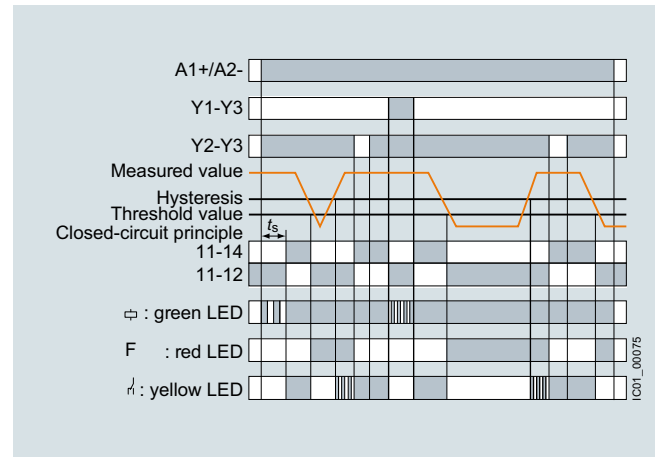 A1+/A2-
Y1-Y3
Y2-Y3
Measured value
Hysteresis
Threshold value
Closed-circuit principle
ts
11-14
11-12
: green LED
F : red LED
: yellow LED
IC01_00075